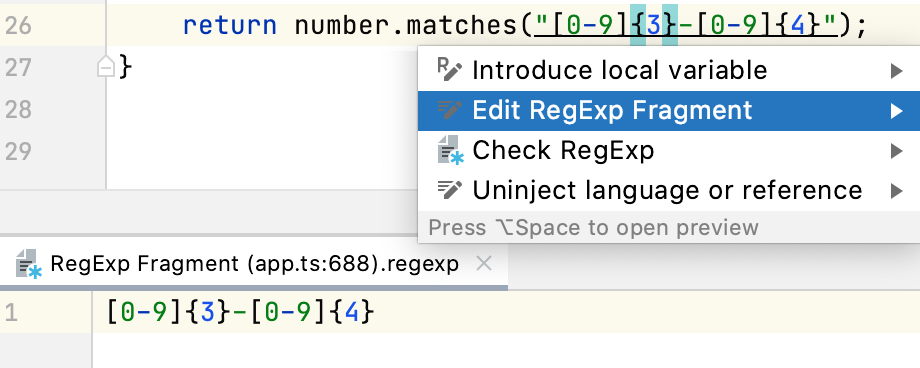 26 return number.matches("[0-9]{3}-[0-9]{4}");
27 }
28
29
Introduce local variable
Edit RegExp Fragment
Check RegExp
Uninject language or reference
Press ⌥Space to open preview
RegExp Fragment (app.ts:688).regexp
1 [0-9]{3}-[0-9]{4}